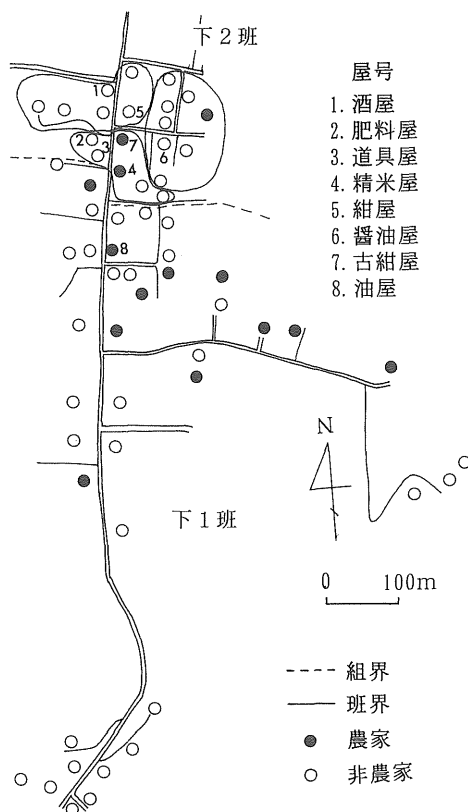 下2班
屋号
1. 酒屋
2. 肥料屋
3. 道具屋
4. 精米屋
5. 紺屋
6. 醤油屋
7. 古紺屋
8. 油屋
1
5
2
3
7
6
4
8
N
下1班
0 100m
組界
班界
農家
非農家